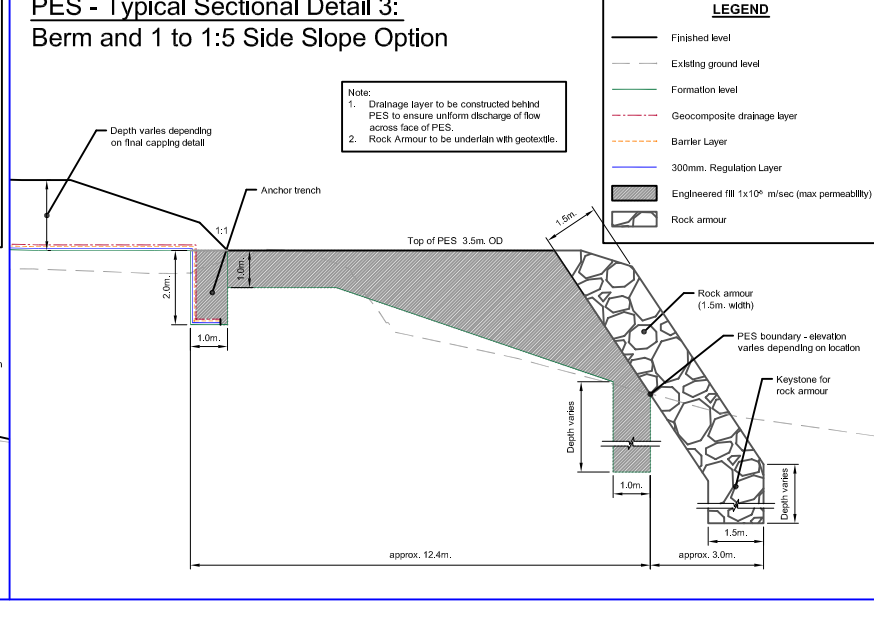 PES - Typical Sectional Detail 3:
Berm and 1 to 1:5 Side Slope Option
LEGEND
Finished level
Existing ground level
Formation level
Geocomposite drainage layer
Barrier Layer
300mm. Regulation Layer
Engineered fill 1x10 m/sec (max permeability)
Rock armour
Note:
1. Drainage layer to be constructed behind
PES to ensure uniform discharge of flow
across face of PES.
2. Rock Armour to be underlain with geotextile.
Depth varies depending
on final capping detail
Anchor trench
1:1
Top of PES 3.5m. OD
1.5m.
1.0m.
2.0m.
1.0m.
Rock armour
(1.5m. width)
PES boundary - elevation
varies depending on location
Keystone for
rock armour
Depth varies
1.0m.
Depth varies
1.5m.
approx. 12.4m.
approx. 3.0m.